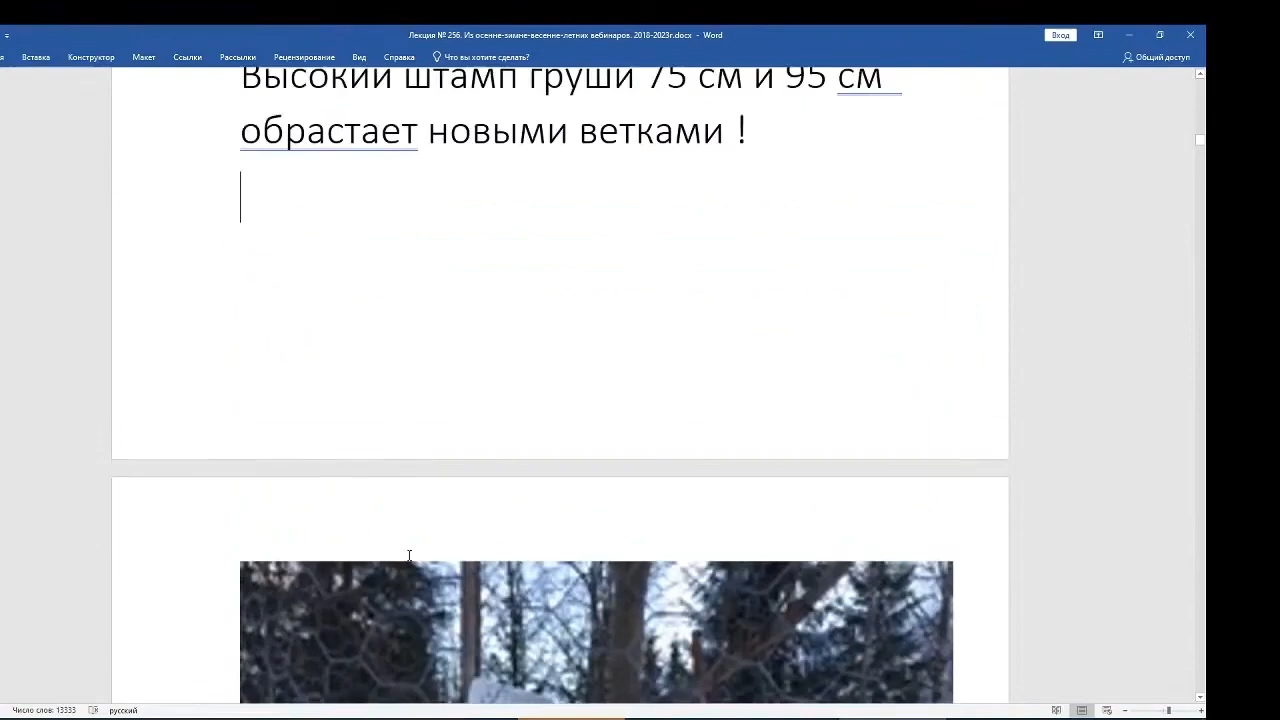 Лекция № 256. Из осенне-зимне-весенне-летних вебинаров. 2018-2023г.docx - Word
Вход
Вставка Конструктор Макет Ссылки Рассылки Рецензирование Вид Справка Что вы хотите сделать? Общий доступ
Высокий штамп груши 75 см и 95 см
обрастает новыми ветками !
Число слов: 13333 русский